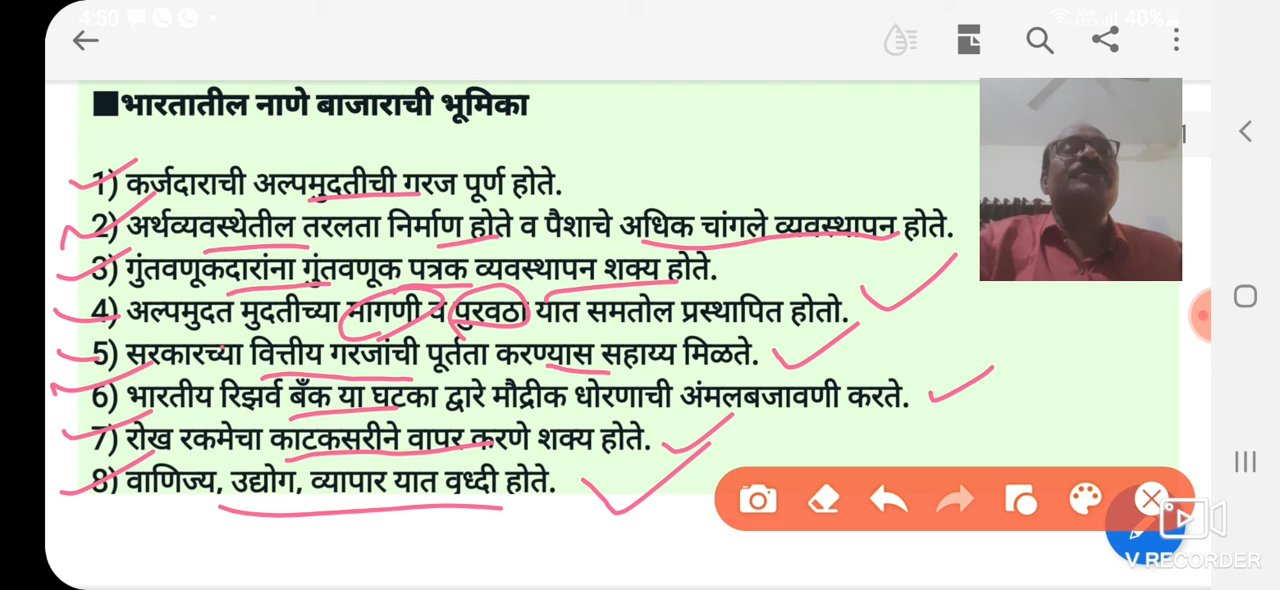 4:50
40%
■भारतातील नाणे बाजाराची भूमिका
1) कर्जदाराची अल्पमुदतीची गरज पूर्ण होते.
2) अर्थव्यवस्थेतील तरलता निर्माण होते व पैशाचे अधिक चांगले व्यवस्थापन होते.
3) गुंतवणूकदारांना गुंतवणूक पत्रक व्यवस्थापन शक्य होते.
4) अल्पमुदत मुदतीच्या मागणी व पुरवठा यात समतोल प्रस्थापित होतो.
5) सरकारच्या वित्तीय गरजांची पूर्तता करण्यास सहाय्य मिळते.
6) भारतीय रिझर्व बँक या घटका द्वारे मौद्रीक धोरणाची अंमलबजावणी करते.
7) रोख रकमेचा काटकसरीने वापर करणे शक्य होते.
8) वाणिज्य, उद्योग, व्यापार यात वृध्दी होते.
V RECORDER